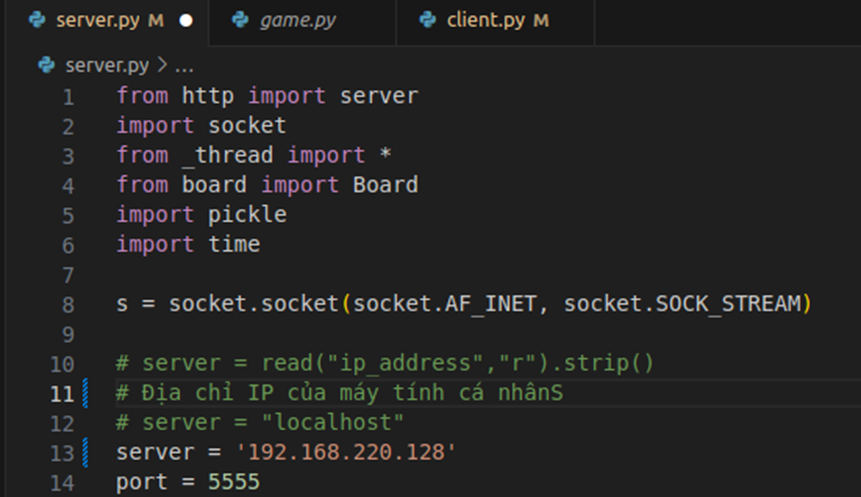 server.py M
game.py
client.py M
server.py > ...
1 from http import server
2 import socket
3 from _thread import *
4 from board import Board
5 import pickle
6 import time
7
8 s = socket.socket(socket.AF_INET, socket.SOCK_STREAM)
9
10 # server = read("ip_address","r").strip()
11 # Địa chỉ IP của máy tính cá nhânS
12 # server = "localhost"
13 server = '192.168.220.128'
14 port = 5555